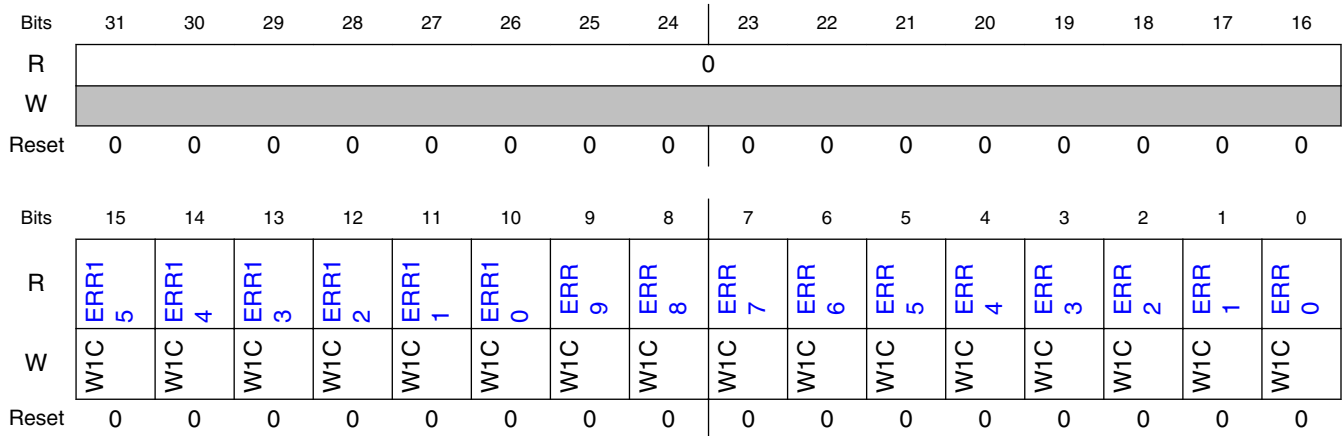 Bits 31 30 29 28 27 26 25 24 23 22 21 20 19 18 17 16
R 0
W
Reset 0 0 0 0 0 0 0 0 0 0 0 0 0 0 0 0
Bits 15 14 13 12 11 10 9 8 7 6 5 4 3 2 1 0
R ERR15 ERR14 ERR13 ERR12 ERR11 ERR10 ERR9 ERR8 ERR7 ERR6 ERR5 ERR4 ERR3 ERR2 ERR1 ERR0
W W1C W1C W1C W1C W1C W1C W1C W1C W1C W1C W1C W1C W1C W1C W1C W1C
Reset 0 0 0 0 0 0 0 0 0 0 0 0 0 0 0 0